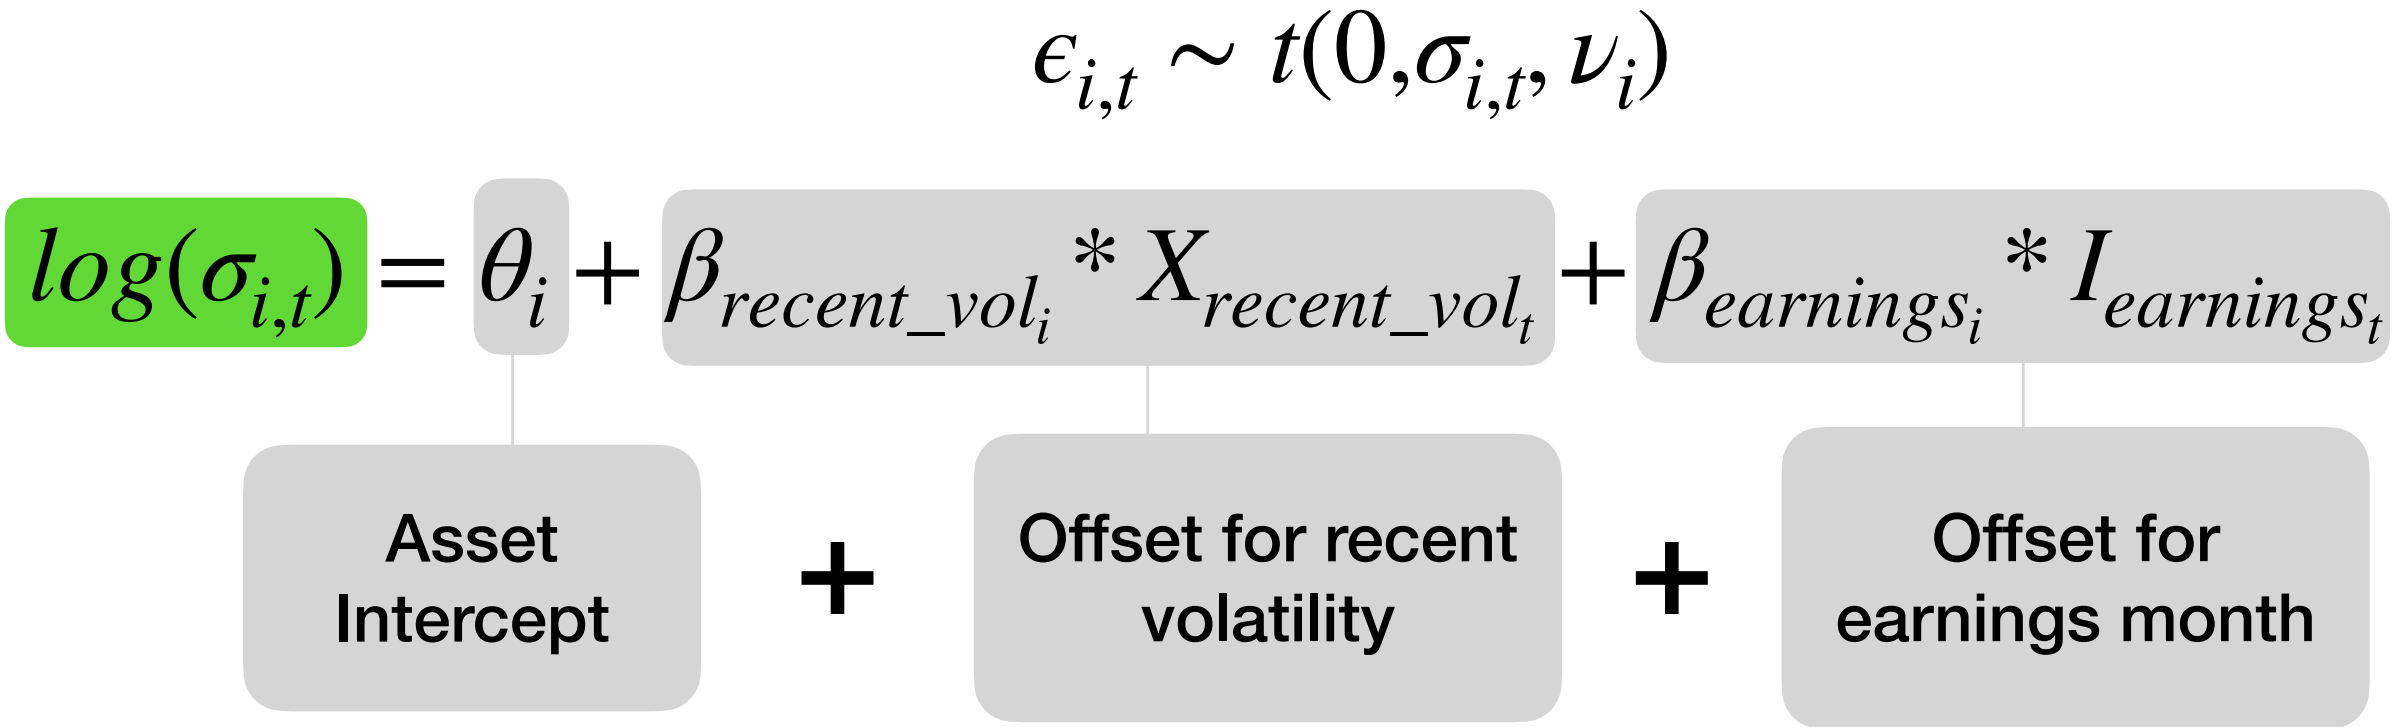 ϵ_{i,t} ∼ t(0,σ_{i,t}, ν_i)
log(σ_{i,t}) = θ_i + β_{recent_vol_i} * X_{recent_vol_t} + β_{earnings_i} * I_{earnings_t}
Asset
Intercept
+
Offset for recent
volatility
+
Offset for
earnings month